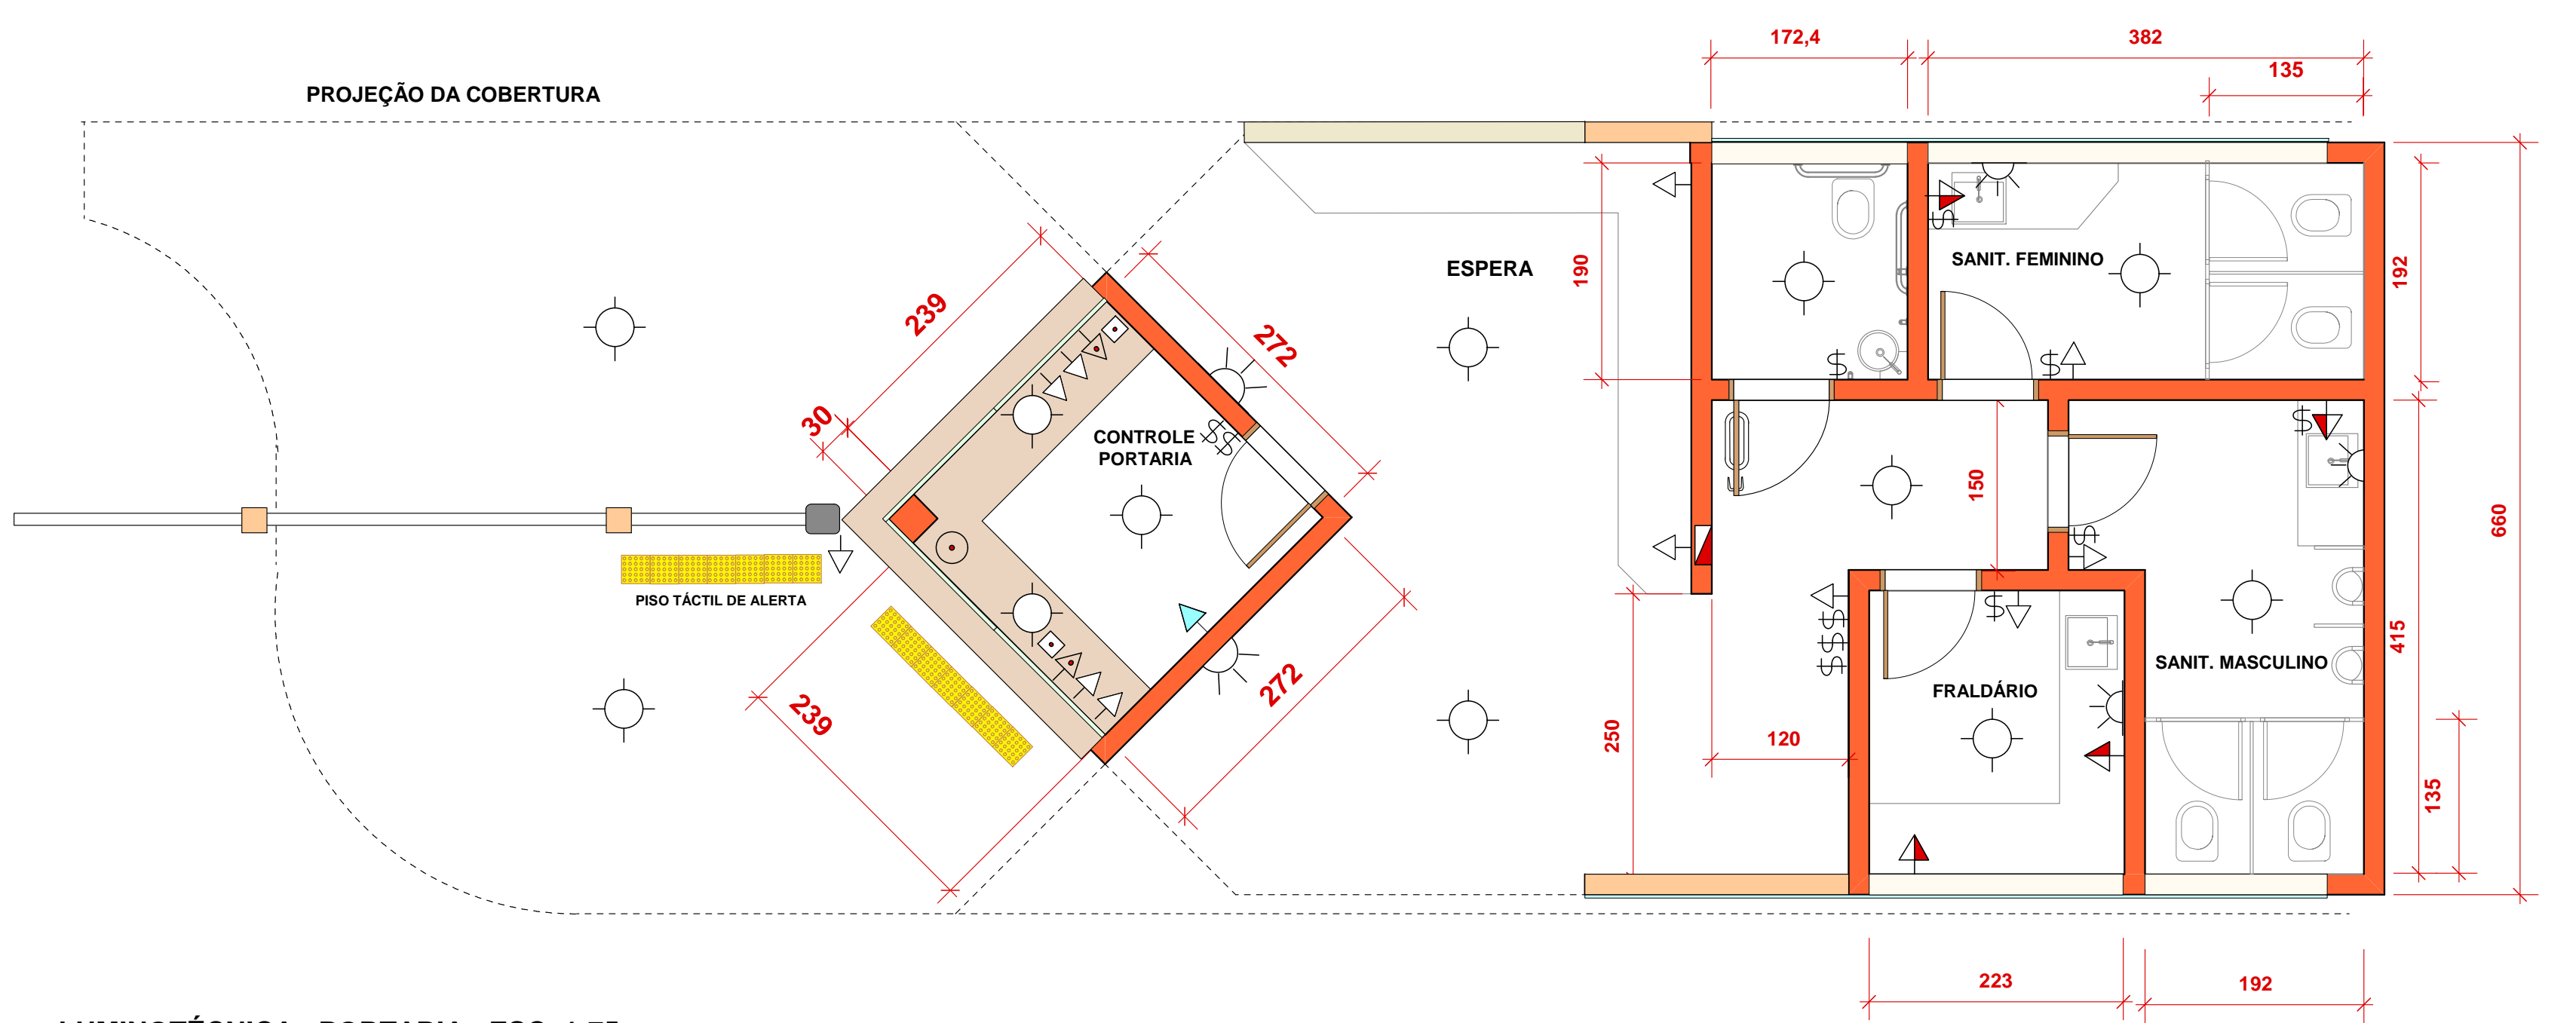 172,4
382
135
PROJEÇÃO DA COBERTURA
ESPERA
190
SANIT. FEMININO
192
239
272
30
CONTROLE
PORTARIA
150
660
PISO TÁCTIL DE ALERTA
415
SANIT. MASCULINO
FRALDÁRIO
239
272
250
120
135
223
192